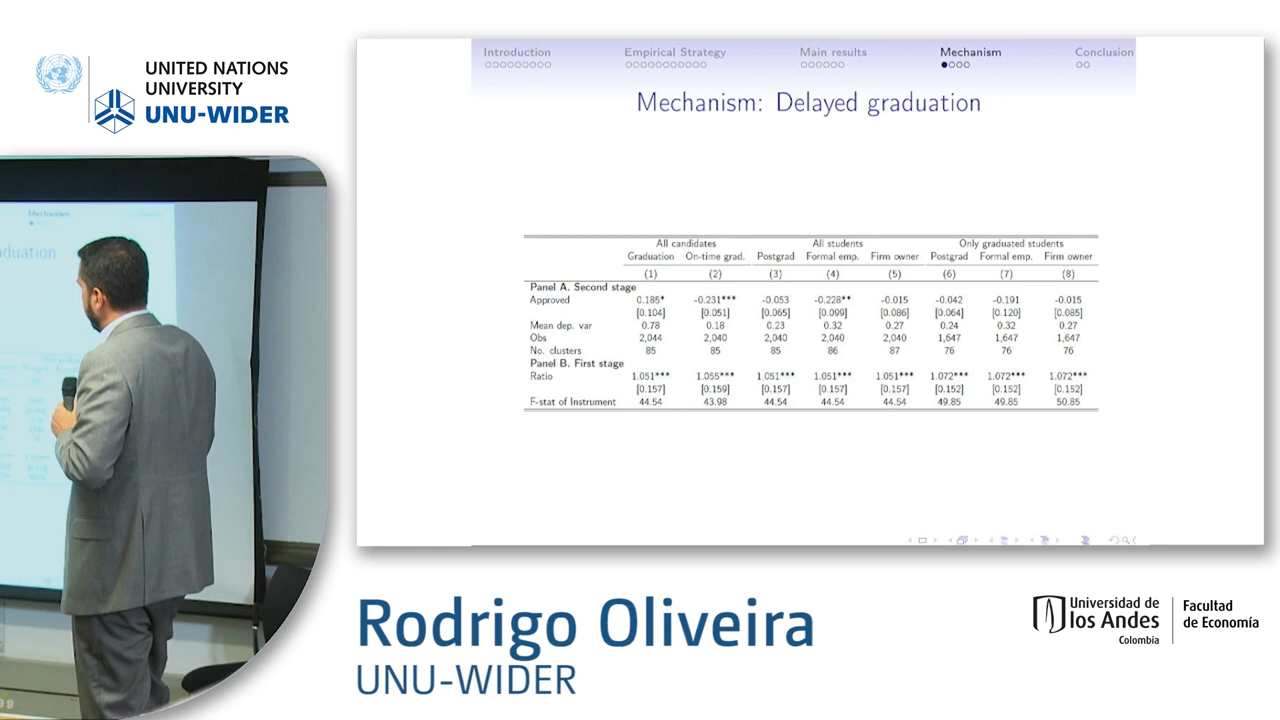 UNITED NATIONS
UNIVERSITY
UNU-WIDER
Introduction Empirical Strategy Main results Mechanism Conclusion
Mechanism: Delayed graduation
All candidates All students Only graduated students
Graduation On-time grad. Postgrad Formal emp. Firm owner Postgrad Formal emp. Firm owner
(1) (2) (3) (4) (5) (6) (7) (8)
Panel A. Second stage
Approved 0.185* -0.231*** -0.053 -0.228** -0.015 -0.042 -0.191 -0.015
[0.104] [0.051] [0.065] [0.099] [0.086] [0.064] [0.120] [0.085]
Mean dep. var 0.78 0.18 0.23 0.32 0.27 0.24 0.32 0.27
Obs 2,044 2,040 2,040 2,040 2,040 1,647 1,647 1,647
No. clusters 85 85 85 86 87 76 76 76
Panel B. First stage
Ratio 1.051*** 1.055*** 1.051*** 1.051*** 1.051*** 1.072*** 1.072*** 1.072***
[0.157] [0.159] [0.157] [0.157] [0.157] [0.152] [0.152] [0.152]
F-stat of Instrument 44.54 43.98 44.54 44.54 44.54 49.85 49.85 50.85
Mechanism
duation
Rodrigo Oliveira
UNU-WIDER
Universidad de
los Andes
Colombia
Facultad
de Economía